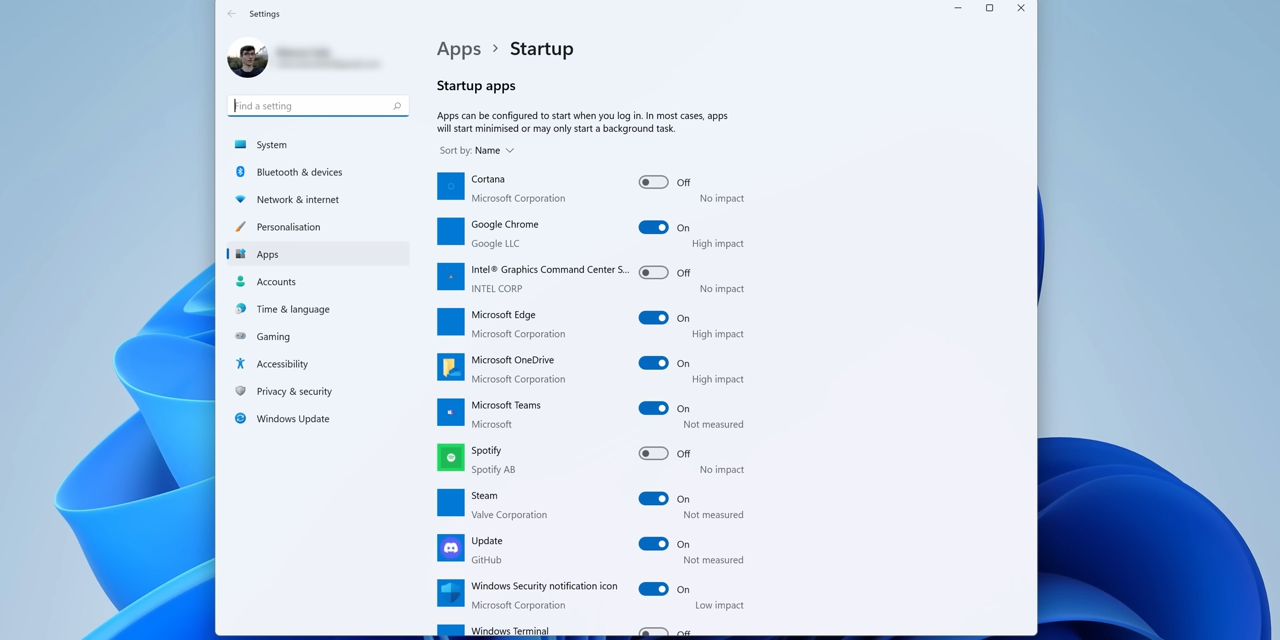 Settings
Find a setting
System
Bluetooth & devices
Network & internet
Personalisation
Apps
Accounts
Time & language
Gaming
Accessibility
Privacy & security
Windows Update
Apps > Startup
Startup apps
Apps can be configured to start when you log in. In most cases, apps
will start minimised or may only start a background task.
Sort by: Name
Cortana Off
Microsoft Corporation No impact
Google Chrome On
Google LLC High impact
Intel® Graphics Command Center S... Off
INTEL CORP No impact
Microsoft Edge On
Microsoft Corporation High impact
Microsoft OneDrive On
Microsoft Corporation High impact
Microsoft Teams On
Microsoft Not measured
Spotify Off
Spotify AB No impact
Steam On
Valve Corporation Not measured
Update On
GitHub Not measured
Windows Security notification icon On
Microsoft Corporation Low impact
Windows Terminal Off